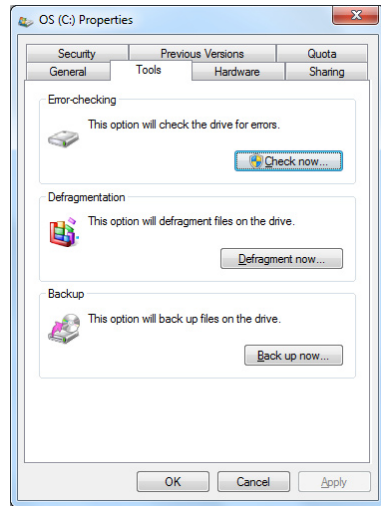 OS (C:) Properties
Security Previous Versions Quota
General Tools Hardware Sharing
Error-checking
This option will check the drive for errors.
Check now...
Defragmentation
This option will defragment files on the drive.
Defragment now...
Backup
This option will back up files on the drive.
Back up now...
OK Cancel Apply